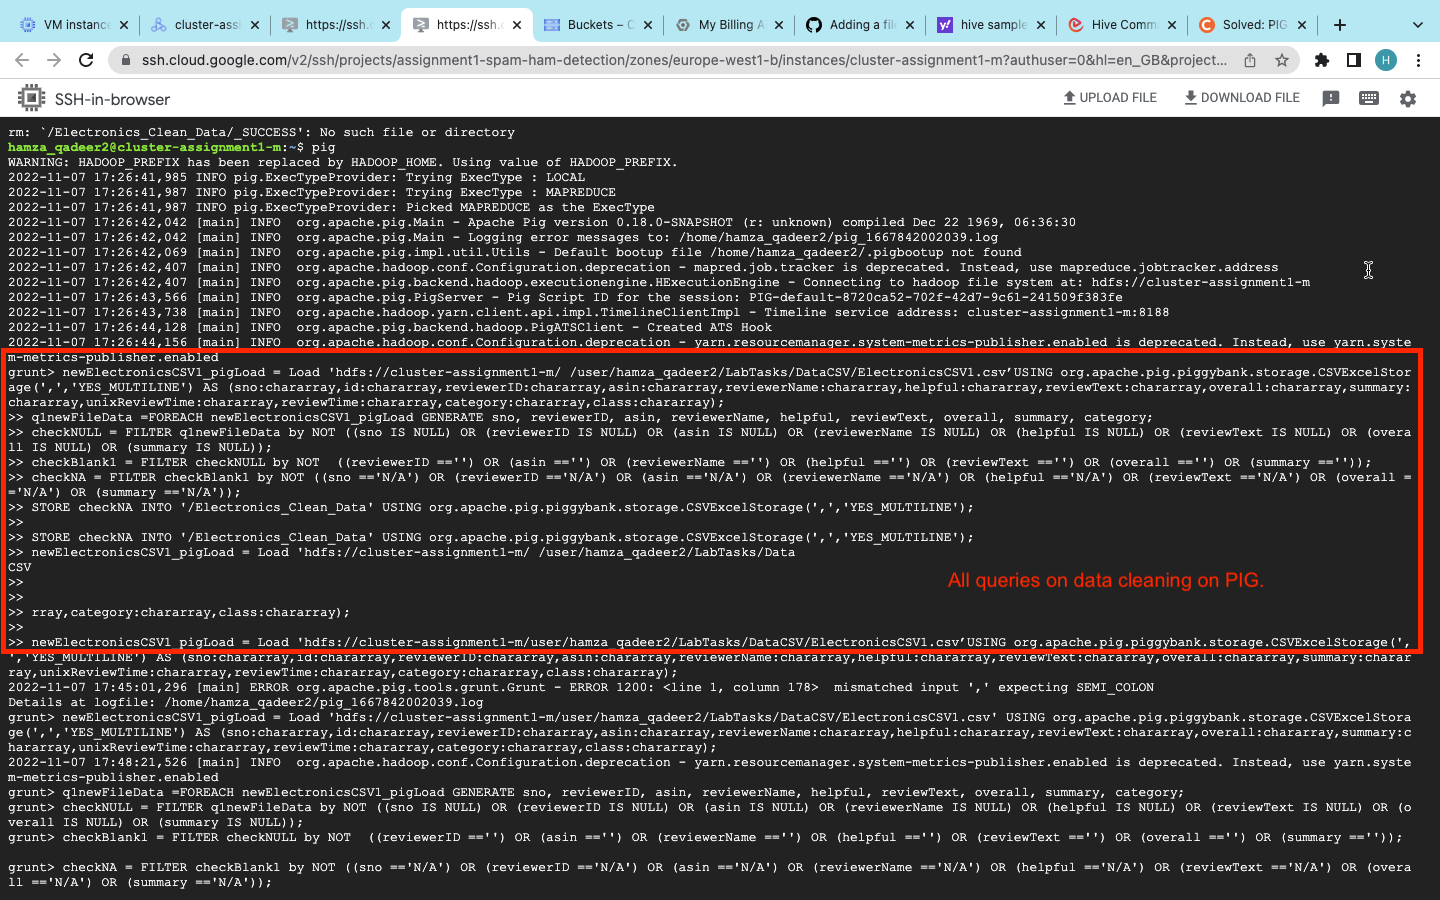 VM instance
cluster-assi
https://ssh.c
https://ssh.c
Buckets – C
My Billing A
Adding a file
hive sample
Hive Comm
Solved: PIG
ssh.cloud.google.com/v2/ssh/projects/assignment1-spam-ham-detection/zones/europe-west1-b/instances/cluster-assignment1-m?authuser=0&hl=en_GB&project...
H
SSH-in-browser
UPLOAD FILE
DOWNLOAD FILE
rm: `/Electronics_Clean_Data/_SUCCESS': No such file or directory
hamza_qadeer2@cluster-assignment1-m:~$ pig
WARNING: HADOOP_PREFIX has been replaced by HADOOP_HOME. Using value of HADOOP_PREFIX.
2022-11-07 17:26:41,985 INFO pig.ExecTypeProvider: Trying ExecType : LOCAL
2022-11-07 17:26:41,987 INFO pig.ExecTypeProvider: Trying ExecType : MAPREDUCE
2022-11-07 17:26:41,987 INFO pig.ExecTypeProvider: Picked MAPREDUCE as the ExecType
2022-11-07 17:26:42,042 [main] INFO  org.apache.pig.Main - Apache Pig version 0.18.0-SNAPSHOT (r: unknown) compiled Dec 22 1969, 06:36:30
2022-11-07 17:26:42,042 [main] INFO  org.apache.pig.Main - Logging error messages to: /home/hamza_qadeer2/pig_1667842002039.log
2022-11-07 17:26:42,069 [main] INFO  org.apache.pig.impl.util.Utils - Default bootup file /home/hamza_qadeer2/.pigbootup not found
2022-11-07 17:26:42,407 [main] INFO  org.apache.hadoop.conf.Configuration.deprecation - mapred.job.tracker is deprecated. Instead, use mapreduce.jobtracker.address
2022-11-07 17:26:42,407 [main] INFO  org.apache.pig.backend.hadoop.executionengine.HExecutionEngine - Connecting to hadoop file system at: hdfs://cluster-assignment1-m
2022-11-07 17:26:43,566 [main] INFO  org.apache.pig.PigServer - Pig Script ID for the session: PIG-default-8720ca52-702f-42d7-9c61-241509f383fe
2022-11-07 17:26:43,738 [main] INFO  org.apache.hadoop.yarn.client.api.impl.TimelineClientImpl - Timeline service address: cluster-assignment1-m:8188
2022-11-07 17:26:44,128 [main] INFO  org.apache.pig.backend.hadoop.PigATSClient - Created ATS Hook
2022-11-07 17:26:44,156 [main] INFO  org.apache.hadoop.conf.Configuration.deprecation - yarn.resourcemanager.system-metrics-publisher.enabled is deprecated. Instead, use yarn.syste
m-metrics-publisher.enabled
grunt> newElectronicsCSV1_pigLoad = Load 'hdfs://cluster-assignment1-m/ /user/hamza_qadeer2/LabTasks/DataCSV/ElectronicsCSV1.csv’USING org.apache.pig.piggybank.storage.CSVExcelStor
age(',','YES_MULTILINE') AS (sno:chararray,id:chararray,reviewerID:chararray,asin:chararray,reviewerName:chararray,helpful:chararray,reviewText:chararray,overall:chararray,summary:
chararray,unixReviewTime:chararray,reviewTime:chararray,category:chararray,class:chararray);
>> q1newFileData =FOREACH newElectronicsCSV1_pigLoad GENERATE sno, reviewerID, asin, reviewerName, helpful, reviewText, overall, summary, category;
>> checkNULL = FILTER q1newFileData by NOT ((sno IS NULL) OR (reviewerID IS NULL) OR (asin IS NULL) OR (reviewerName IS NULL) OR (helpful IS NULL) OR (reviewText IS NULL) OR (overa
ll IS NULL) OR (summary IS NULL));
>> checkBlank1 = FILTER checkNULL by NOT  ((reviewerID =='') OR (asin =='') OR (reviewerName =='') OR (helpful =='') OR (reviewText =='') OR (overall =='') OR (summary ==''));
>> checkNA = FILTER checkBlank1 by NOT ((sno =='N/A') OR (reviewerID =='N/A') OR (asin =='N/A') OR (reviewerName =='N/A') OR (helpful =='N/A') OR (reviewText =='N/A') OR (overall =
='N/A') OR (summary =='N/A'));
>> STORE checkNA INTO '/Electronics_Clean_Data' USING org.apache.pig.piggybank.storage.CSVExcelStorage(',','YES_MULTILINE');
>>
>> STORE checkNA INTO '/Electronics_Clean_Data' USING org.apache.pig.piggybank.storage.CSVExcelStorage(',','YES_MULTILINE');
>> newElectronicsCSV1_pigLoad = Load 'hdfs://cluster-assignment1-m/ /user/hamza_qadeer2/LabTasks/Data
CSV
>>
All queries on data cleaning on PIG.
>>
>> rray,category:chararray,class:chararray);
>>
>> newElectronicsCSV1_pigLoad = Load 'hdfs://cluster-assignment1-m/user/hamza_qadeer2/LabTasks/DataCSV/ElectronicsCSV1.csv’USING org.apache.pig.piggybank.storage.CSVExcelStorage(',
','YES_MULTILINE') AS (sno:chararray,id:chararray,reviewerID:chararray,asin:chararray,reviewerName:chararray,helpful:chararray,reviewText:chararray,overall:chararray,summary:charar
ray,unixReviewTime:chararray,reviewTime:chararray,category:chararray,class:chararray);
2022-11-07 17:45:01,296 [main] ERROR org.apache.pig.tools.grunt.Grunt - ERROR 1200: <line 1, column 178>  mismatched input ',' expecting SEMI_COLON
Details at logfile: /home/hamza_qadeer2/pig_1667842002039.log
grunt> newElectronicsCSV1_pigLoad = Load 'hdfs://cluster-assignment1-m/user/hamza_qadeer2/LabTasks/DataCSV/ElectronicsCSV1.csv' USING org.apache.pig.piggybank.storage.CSVExcelStora
ge(',','YES_MULTILINE') AS (sno:chararray,id:chararray,reviewerID:chararray,asin:chararray,reviewerName:chararray,helpful:chararray,reviewText:chararray,overall:chararray,summary:c
hararray,unixReviewTime:chararray,reviewTime:chararray,category:chararray,class:chararray);
2022-11-07 17:48:21,526 [main] INFO  org.apache.hadoop.conf.Configuration.deprecation - yarn.resourcemanager.system-metrics-publisher.enabled is deprecated. Instead, use yarn.syste
m-metrics-publisher.enabled
grunt> q1newFileData =FOREACH newElectronicsCSV1_pigLoad GENERATE sno, reviewerID, asin, reviewerName, helpful, reviewText, overall, summary, category;
grunt> checkNULL = FILTER q1newFileData by NOT ((sno IS NULL) OR (reviewerID IS NULL) OR (asin IS NULL) OR (reviewerName IS NULL) OR (helpful IS NULL) OR (reviewText IS NULL) OR (o
verall IS NULL) OR (summary IS NULL));
grunt> checkBlank1 = FILTER checkNULL by NOT  ((reviewerID =='') OR (asin =='') OR (reviewerName =='') OR (helpful =='') OR (reviewText =='') OR (overall =='') OR (summary ==''));
grunt> checkNA = FILTER checkBlank1 by NOT ((sno =='N/A') OR (reviewerID =='N/A') OR (asin =='N/A') OR (reviewerName =='N/A') OR (helpful =='N/A') OR (reviewText =='N/A') OR (overa
ll =='N/A') OR (summary =='N/A'));